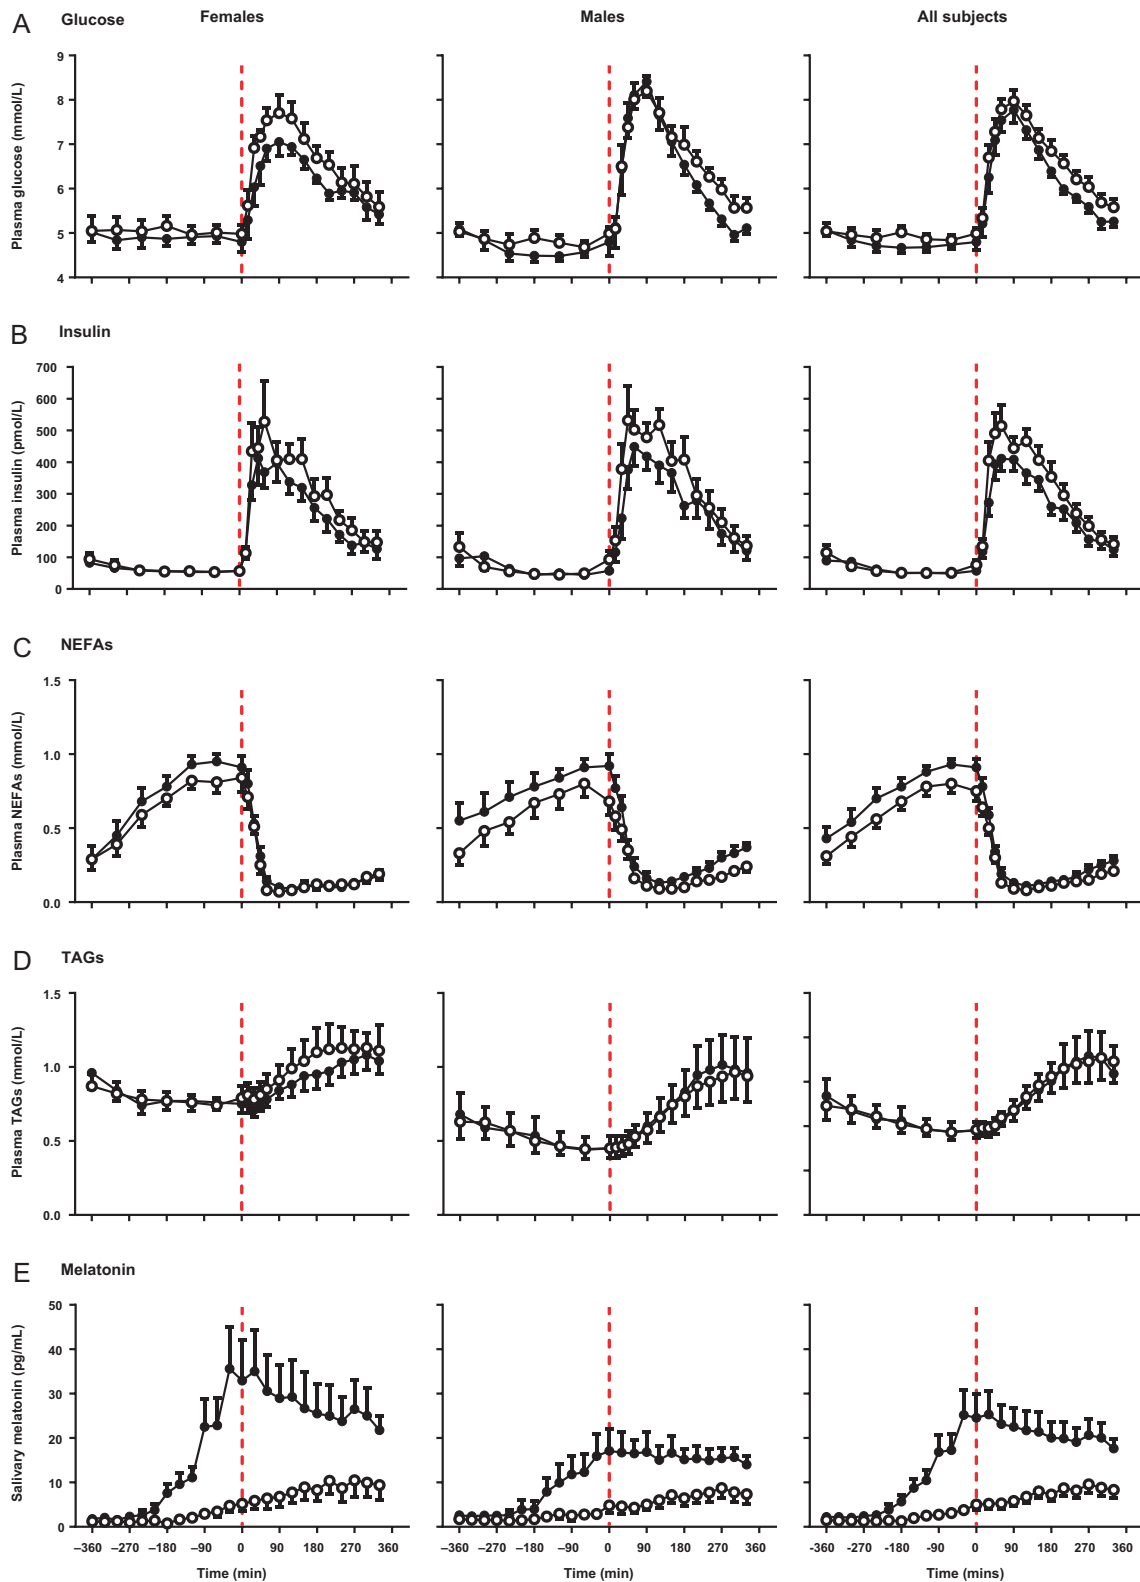 A Glucose Females Males All subjects
Plasma glucose (mmol/L)
9
8
7
6
5
4
B Insulin
Plasma insulin (pmol/L)
700
600
500
400
300
200
100
0
C NEFAs
Plasma NEFAs (mmol/L)
1.5
1.0
0.5
0.0
D TAGs
Plasma TAGs (mmol/L)
1.5
1.0
0.5
0.0
E Melatonin
Salivary melatonin (pg/mL)
50
40
30
20
10
0
–360 –270 –180 –90 0 90 180 270 360
–360 –270 –180 –90 0 90 180 270 360
-360 -270 -180 -90 0 90 180 270 360
Time (min) Time (min) Time (mins)